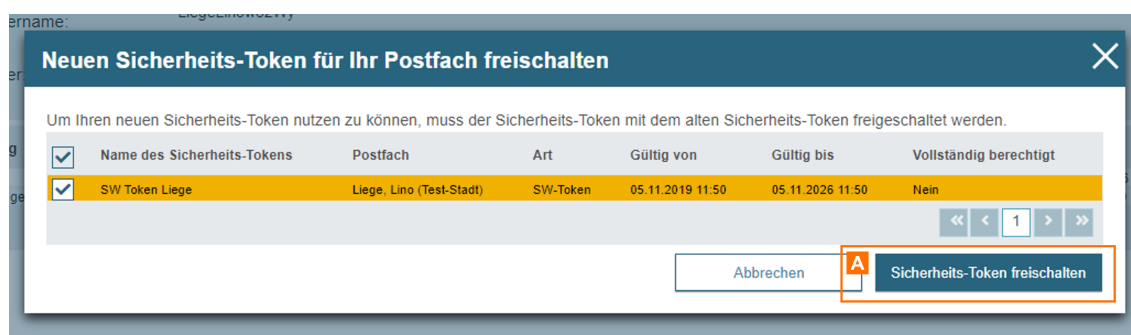 ername:
Neuen Sicherheits-Token für Ihr Postfach freischalten
er:
Um Ihren neuen Sicherheits-Token nutzen zu können, muss der Sicherheits-Token mit dem alten Sicherheits-Token freigeschaltet werden.
g
Name des Sicherheits-Tokens Postfach Art Gültig von Gültig bis Vollständig berechtigt
SW Token Liege Liege, Lino (Test-Stadt) SW-Token 05.11.2019 11:50 05.11.2026 11:50 Nein
ge
« < 1 > »
A
Abbrechen Sicherheits-Token freischalten